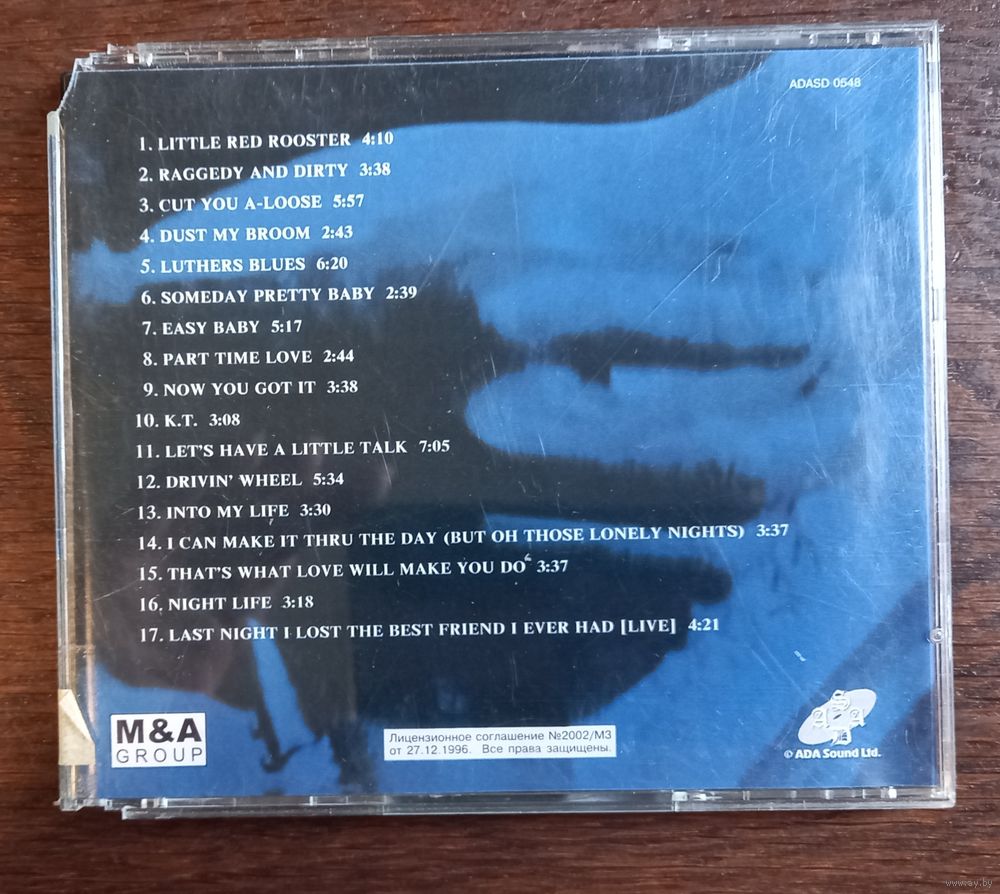 ADASD 0548
1. LITTLE RED ROOSTER 4:10
2. RAGGEDY AND DIRTY 3:38
3. CUT YOU A-LOOSE 5:57
4. DUST MY BROOM 2:43
5. LUTHERS BLUES 6:20
6. SOMEDAY PRETTY BABY 2:39
7. EASY BABY 5:17
8. PART TIME LOVE 2:44
9. NOW YOU GOT IT 3:38
10. K.T. 3:08
11. LET'S HAVE A LITTLE TALK 7:05
12. DRIVIN' WHEEL 5:34
13. INTO MY LIFE 3:30
14. I CAN MAKE IT THRU THE DAY (BUT OH THOSE LONELY NIGHTS) 3:37
15. THAT'S WHAT LOVE WILL MAKE YOU DO 3:37
16. NIGHT LIFE 3:18
17. LAST NIGHT I LOST THE BEST FRIEND I EVER HAD [LIVE] 4:21
M&A
GROUP
Лицензионное соглашение №2002/МЗ
от 27.12.1996. Все права защищены.
© ADA Sound Ltd.
www.ay.by